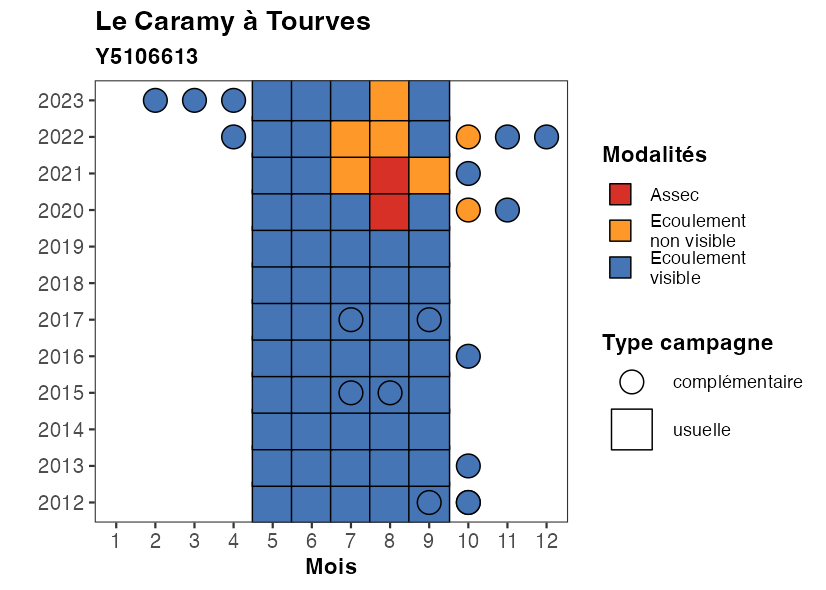 Le Caramy à Tourves
Y5106613
2023
2022
2021
2020
2019
2018
2017
2016
2015
2014
2013
2012
1 2 3 4 5 6 7 8 9 10 11 12
Mois
Modalités
Assec
Ecoulement
non visible
Ecoulement
visible
Type campagne
complémentaire
usuelle